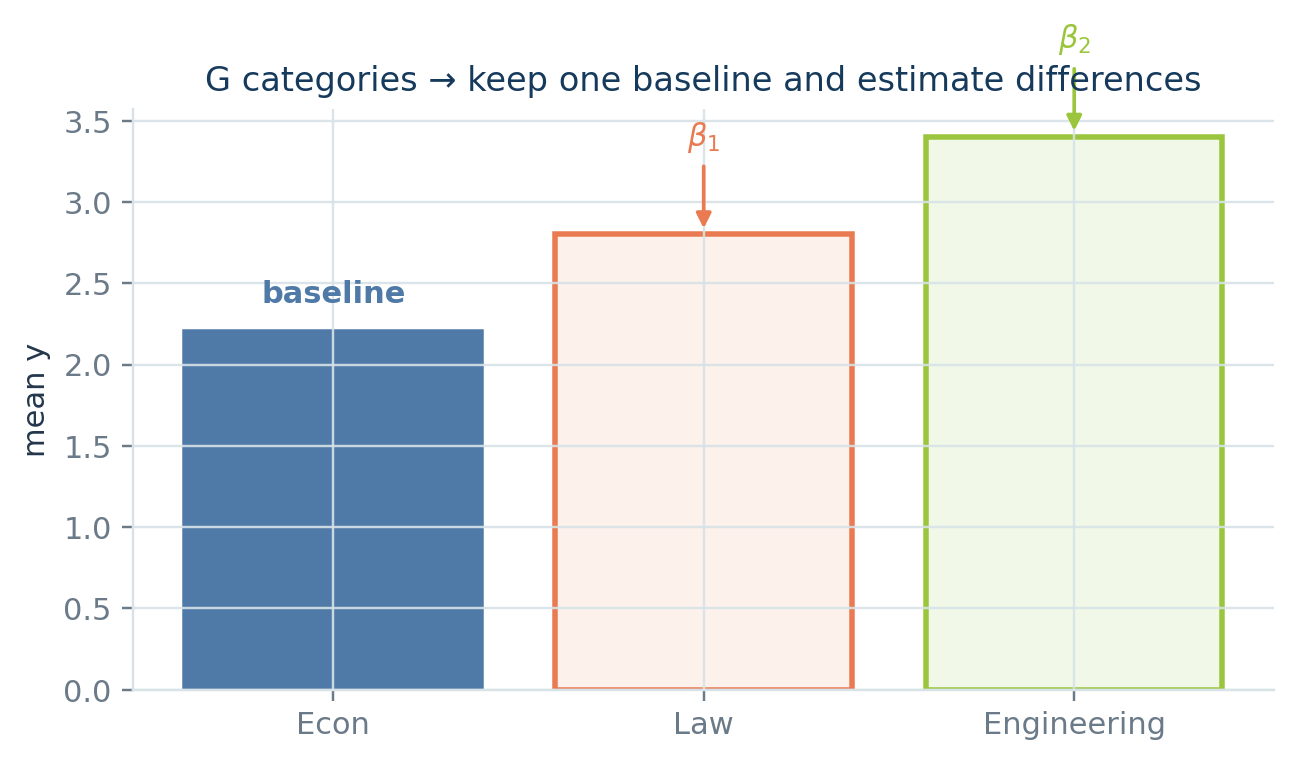 β₂
G categories → keep one baseline and estimate differences
3.5
β₁
3.0
baseline
2.5
2.0
mean y
1.5
1.0
0.5
0.0
Econ Law Engineering